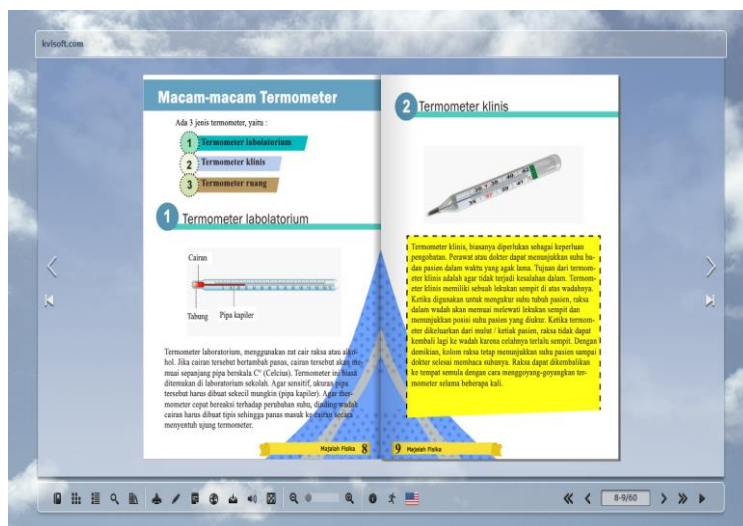 kvisoft.com
Macam-macam Termometer
Ada 3 jenis termometer, yaitu :
1 Termometer labolatorium
2 Termometer klinis
3 Termometer ruang
1 Termometer labolatorium
Cairan
Tabung Pipa kapiler
Termometer laboratorium, menggunakan zat cair raksa atau alko-
hol. Jika cairan tersebut bertambah panas, cairan tersebut akan me-
muai sepanjang pipa berskala C° (Celcius). Termometer ini biasa
ditemukan di laboratorium sekolah. Agar sensitif, ukuran pipa
tersebut harus dibuat sekecil mungkin (pipa kapiler). Agar ther-
mometer cepat bereaksi terhadap perubahan suhu, dinding wadah
cairan harus dibuat tipis sehingga panas masuk ke cairan secara
menyentuh ujung termometer.
Majalah Fisika 8
2 Termometer klinis
Termometer klinis, biasanya diperlukan sebagai keperluan
pengobatan. Perawat atau dokter dapat menunjukkan suhu ba-
dan pasien dalam waktu yang agak lama. Tujuan dari termom-
eter klinis adalah agar tidak terjadi kesalahan dalam. Termom-
eter klinis memiliki sebuah lekukan sempit di atas wadahnya.
Ketika digunakan untuk mengukur suhu tubuh pasien, raksa
dalam wadah akan memuai melewati lekukan sempit dan
menunjukkan posisi suhu pasien yang diukur. Ketika termom-
eter dikeluarkan dari mulut / ketiak pasien, raksa tidak dapat
kembali lagi ke wadah karena celahnya terlalu sempit. Dengan
demikian, kolom raksa tetap menunjukkan suhu pasien sampai
dokter selesai membaca suhunya. Raksa dapat dikembalikan
ke tempat semula dengan cara menggoyang-goyangkan ter-
mometer selama beberapa kali.
9 Majalah Fisika
8-9/60